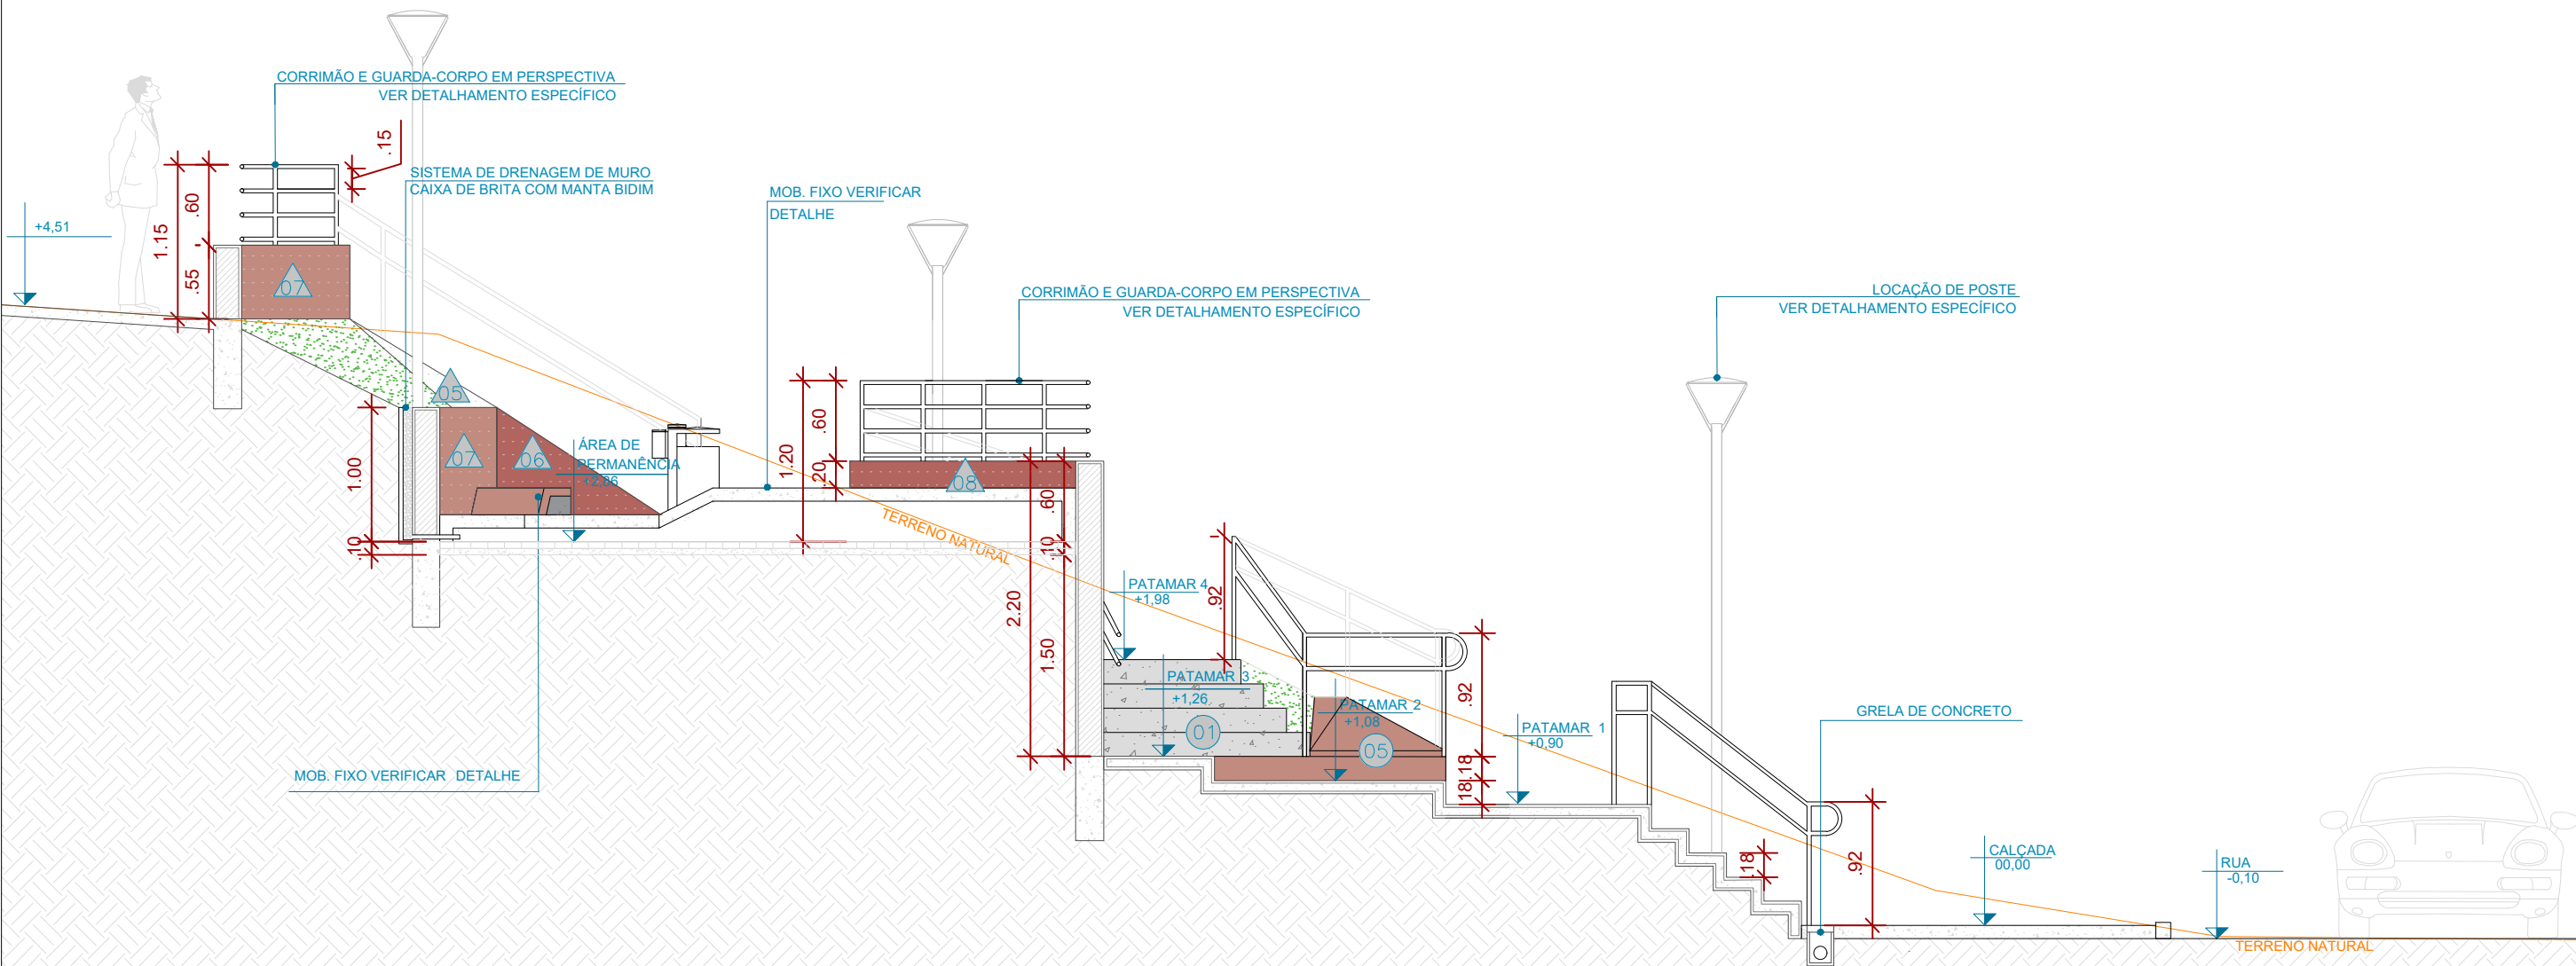 CORRIMÃO E GUARDA-CORPO EM PERSPECTIVA
VER DETALHAMENTO ESPECÍFICO
.15
SISTEMA DE DRENAGEM DE MURO
CAIXA DE BRITA COM MANTA BIDIM
MOB. FIXO VERIFICAR
DETALHE
+4,51
1.15
.60
.55
07
CORRIMÃO E GUARDA-CORPO EM PERSPECTIVA
VER DETALHAMENTO ESPECÍFICO
LOCAÇÃO DE POSTE
VER DETALHAMENTO ESPECÍFICO
05
07
06
ÁREA DE
PERMANÊNCIA
+2,86
1.00
.10
1.20
.60
.20
08
TERRENO NATURAL
2.20
.60
.10
1.50
PATAMAR 4
+1,98
.92
PATAMAR 3
+1,26
01
PATAMAR 2
+1,08
05
.92
.18
.18
PATAMAR 1
+0,90
GRELA DE CONCRETO
MOB. FIXO VERIFICAR DETALHE
.18
.92
CALÇADA
00,00
RUA
-0,10
TERRENO NATURAL